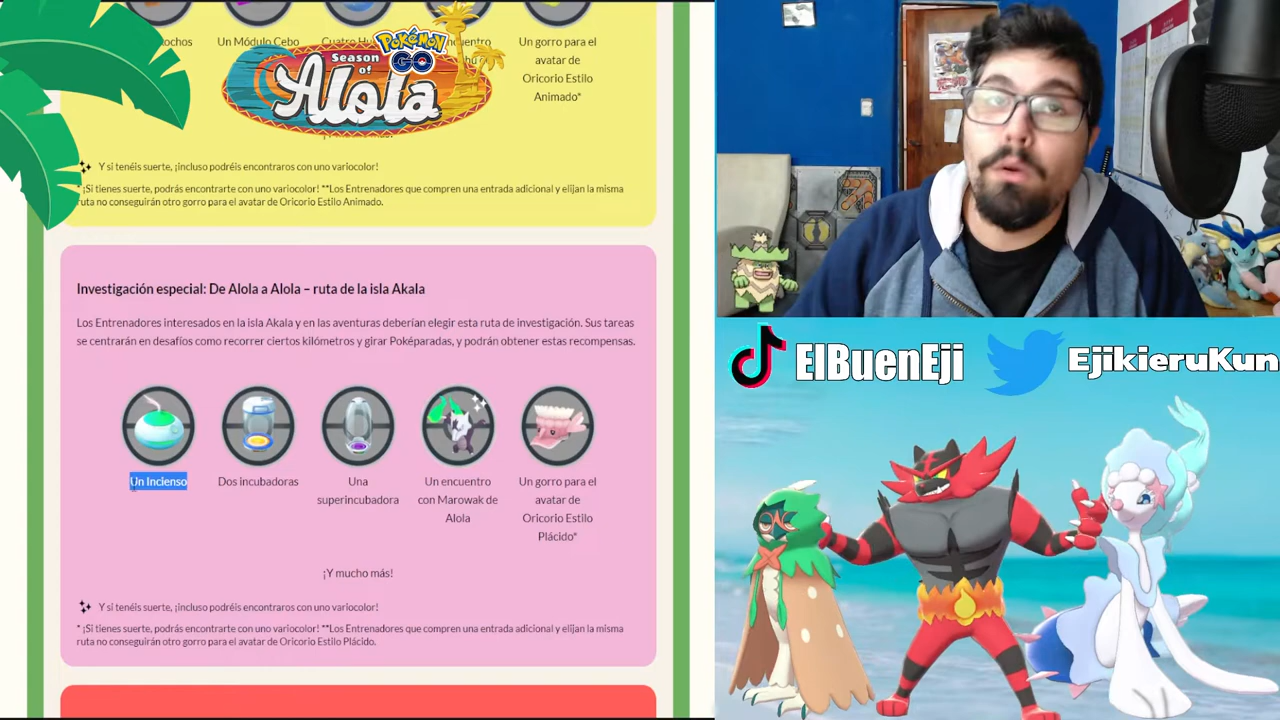 Un Módulo Cebo
Un gorro para el
avatar de
Oricorio Estilo
Animado*
Pokémon
GO
Season
of
Alola
Y si tenéis suerte, ¡incluso podréis encontraros con uno variocolor!
* ¡Si tienes suerte, podrás encontrarte con uno variocolor! **Los Entrenadores que compren una entrada adicional y elijan la misma
ruta no conseguirán otro gorro para el avatar de Oricorio Estilo Animado.
Investigación especial: De Alola a Alola – ruta de la isla Akala
Los Entrenadores interesados en la isla Akala y en las aventuras deberían elegir esta ruta de investigación. Sus tareas
se centrarán en desafíos como recorrer ciertos kilómetros y girar Poképaradas, y podrán obtener estas recompensas.
Un Incienso
Dos incubadoras
Una
superincubadora
Un encuentro
con Marowak de
Alola
Un gorro para el
avatar de
Oricorio Estilo
Plácido*
¡Y mucho más!
Y si tenéis suerte, ¡incluso podréis encontraros con uno variocolor!
* ¡Si tienes suerte, podrás encontrarte con uno variocolor! **Los Entrenadores que compren una entrada adicional y elijan la misma
ruta no conseguirán otro gorro para el avatar de Oricorio Estilo Plácido.
ElBuenEji
EjikieruKun